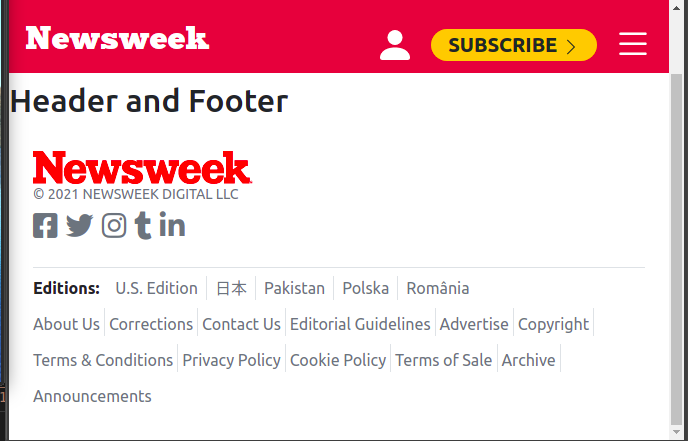 Newsweek
SUBSCRIBE >
Header and Footer
Newsweek
© 2021 NEWSWEEK DIGITAL LLC
Editions: U.S. Edition 日本 Pakistan Polska România
About Us Corrections Contact Us Editorial Guidelines Advertise Copyright
Terms & Conditions Privacy Policy Cookie Policy Terms of Sale Archive
Announcements